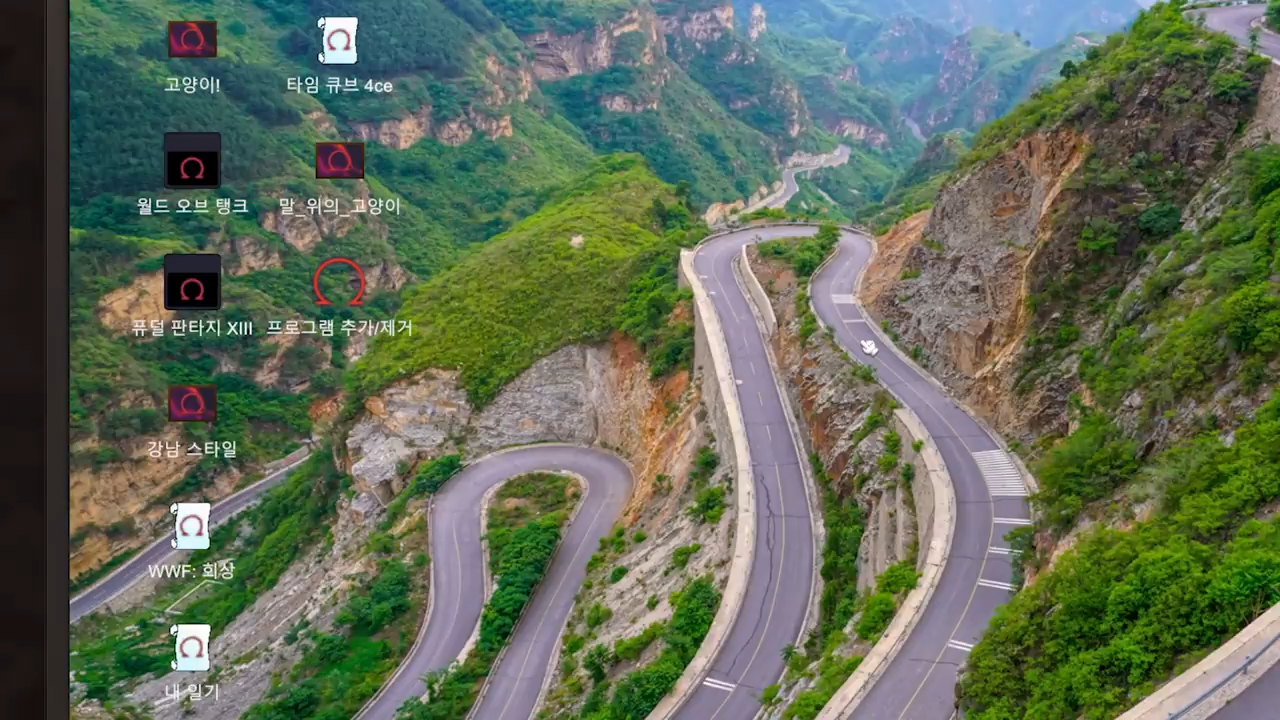 고양이!
타임 큐브 4ce
월드 오브 탱크
말_위의_고양이
퓨덜 판타지 XIII
프로그램 추가/제거
강남 스타일
WWF: 회상
내 일기